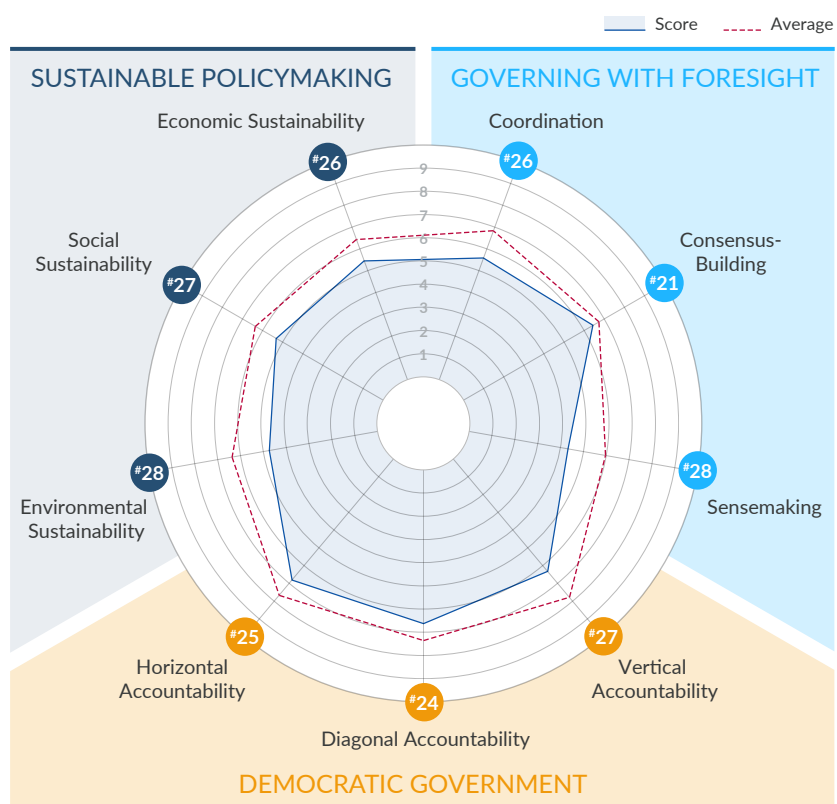 Score
Average
SUSTAINABLE POLICYMAKING
GOVERNING WITH FORESIGHT
Economic Sustainability
Coordination
#26
#26
9
8
7
6
5
4
3
2
1
Social
Sustainability
#27
Consensus-
Building
#21
#28
Environmental
Sustainability
#28
Sensemaking
#25
Horizontal
Accountability
#27
Vertical
Accountability
#24
Diagonal Accountability
DEMOCRATIC GOVERNMENT